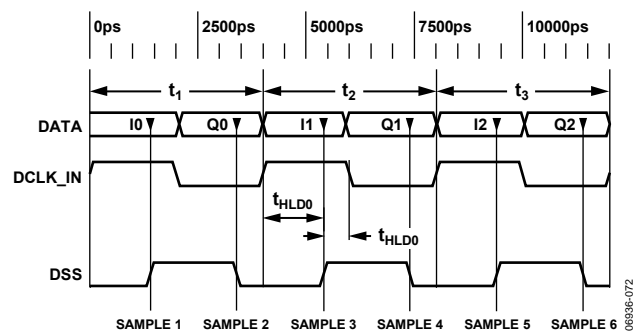 0ps 2500ps 5000ps 7500ps 10000ps
t1 t2 t3
DATA I0 Q0 I1 Q1 I2 Q2
DCLK_IN
tHLD0
tHLD0
DSS
SAMPLE 1 SAMPLE 2 SAMPLE 3 SAMPLE 4 SAMPLE 5 SAMPLE 6
06936-072